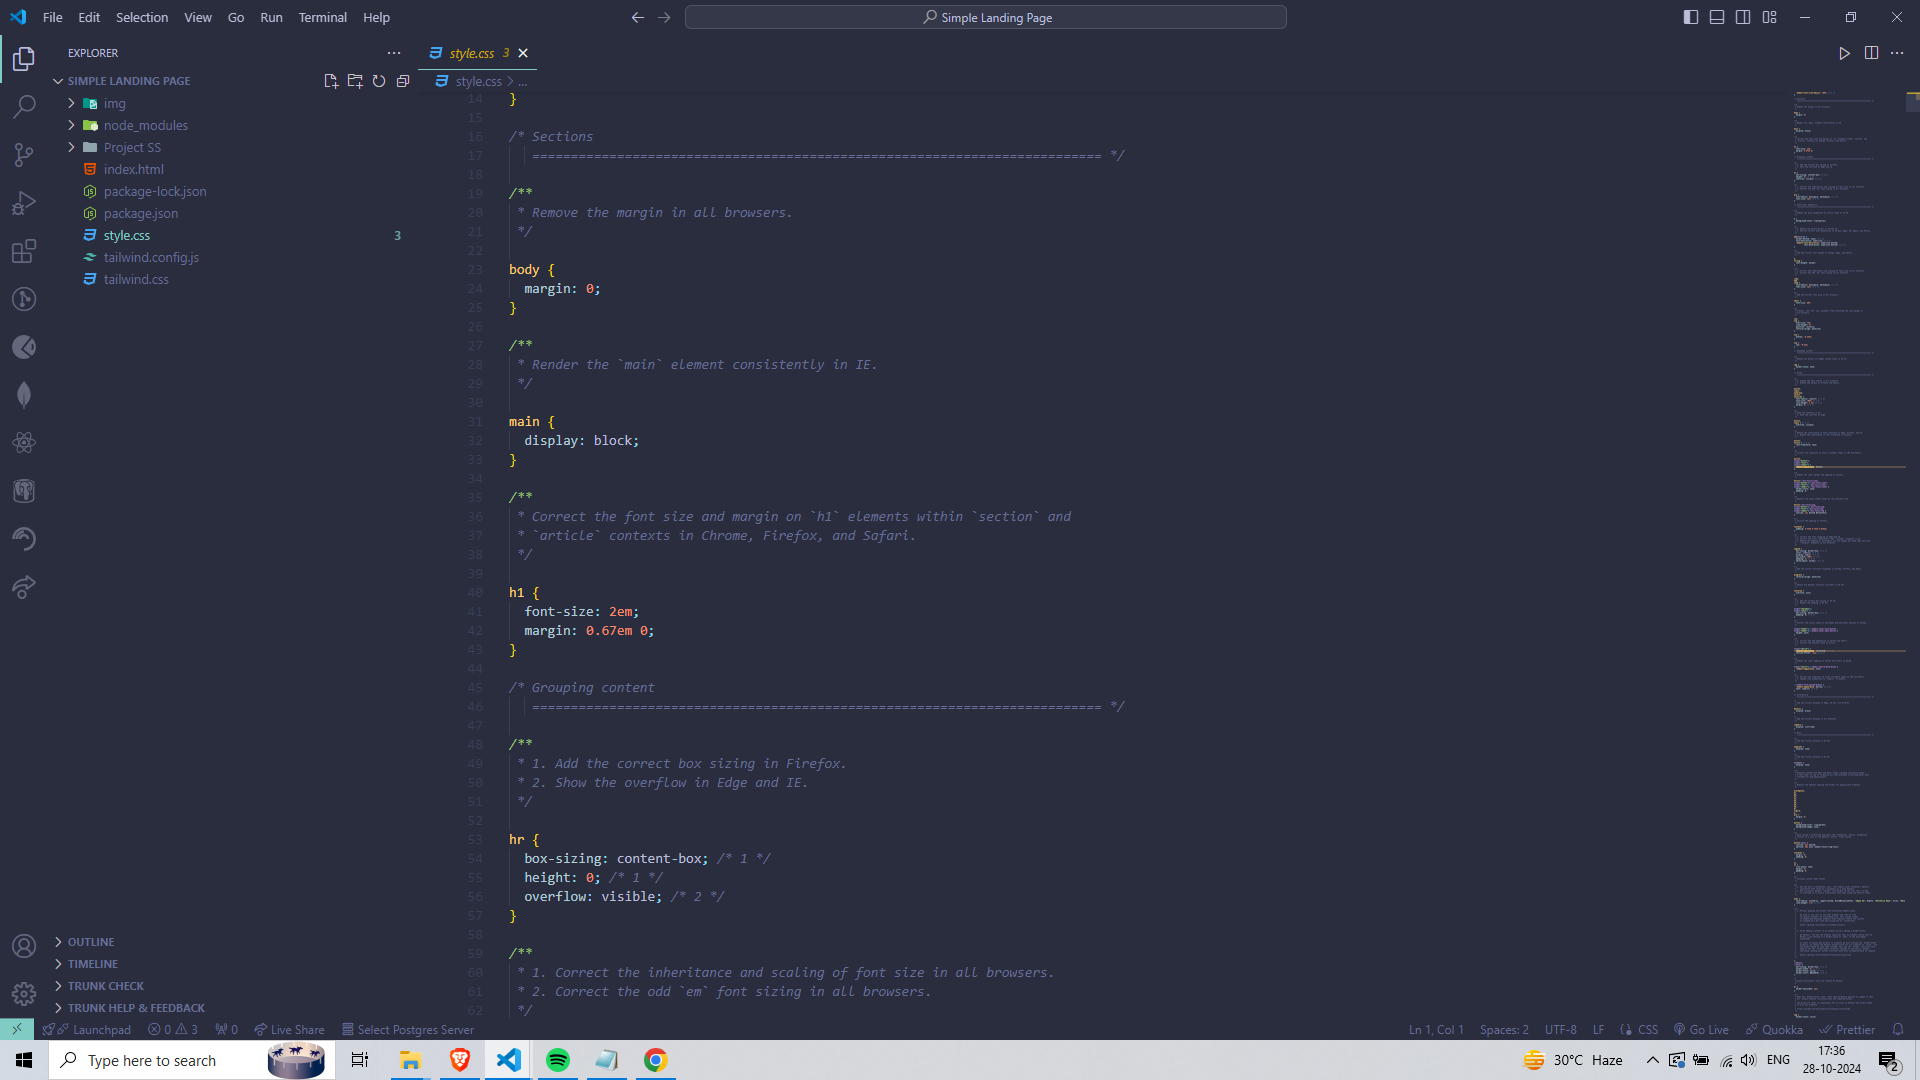 File Edit Selection View Go Run Terminal Help
Simple Landing Page
EXPLORER
SIMPLE LANDING PAGE
img
node_modules
Project SS
index.html
package-lock.json
package.json
style.css 3
tailwind.config.js
tailwind.css
OUTLINE
TIMELINE
TRUNK CHECK
TRUNK HELP & FEEDBACK
style.css 3
style.css > ...
14 }
15
16 /* Sections
17 ========================================================================== */
18
19 /**
20 * Remove the margin in all browsers.
21 */
22
23 body {
24 margin: 0;
25 }
26
27 /**
28 * Render the `main` element consistently in IE.
29 */
30
31 main {
32 display: block;
33 }
34
35 /**
36 * Correct the font size and margin on `h1` elements within `section` and
37 * `article` contexts in Chrome, Firefox, and Safari.
38 */
39
40 h1 {
41 font-size: 2em;
42 margin: 0.67em 0;
43 }
44
45 /* Grouping content
46 ========================================================================== */
47
48 /**
49 * 1. Add the correct box sizing in Firefox.
50 * 2. Show the overflow in Edge and IE.
51 */
52
53 hr {
54 box-sizing: content-box; /* 1 */
55 height: 0; /* 1 */
56 overflow: visible; /* 2 */
57 }
58
59 /**
60 * 1. Correct the inheritance and scaling of font size in all browsers.
61 * 2. Correct the odd `em` font sizing in all browsers.
62 */
Launchpad 0 3 0 Live Share Select Postgres Server
Ln 1, Col 1 Spaces: 2 UTF-8 LF CSS Go Live Quokka Prettier
Type here to search
30°C Haze
ENG
17:36
28-10-2024
2